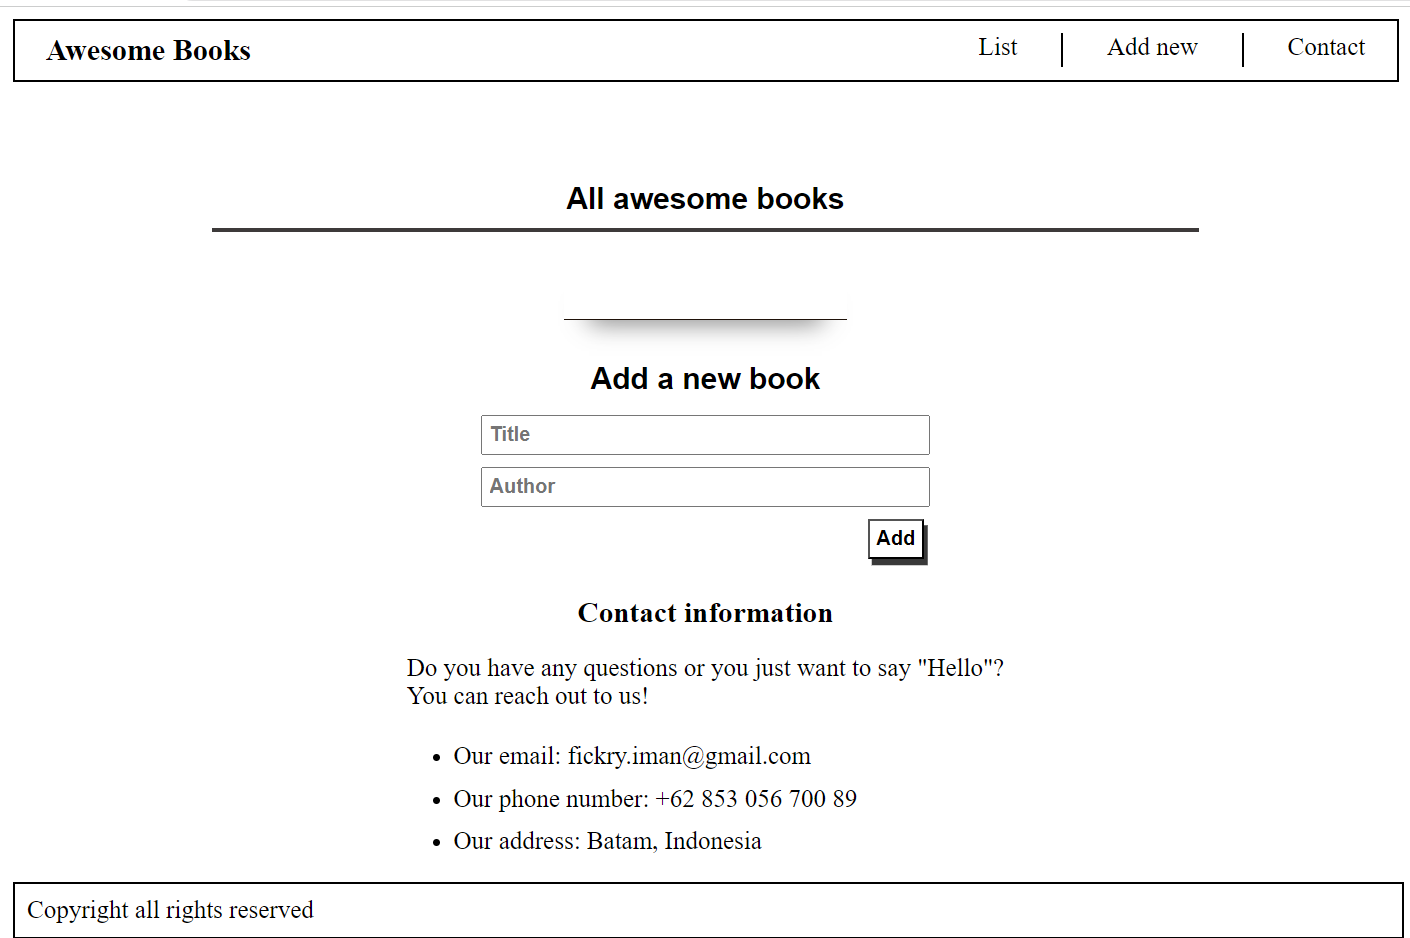 Awesome Books
List
Add new
Contact
All awesome books
Add a new book
Title
Author
Add
Contact information
Do you have any questions or you just want to say "Hello"?
You can reach out to us!
Our email: fickry.iman@gmail.com
Our phone number: +62 853 056 700 89
Our address: Batam, Indonesia
Copyright all rights reserved